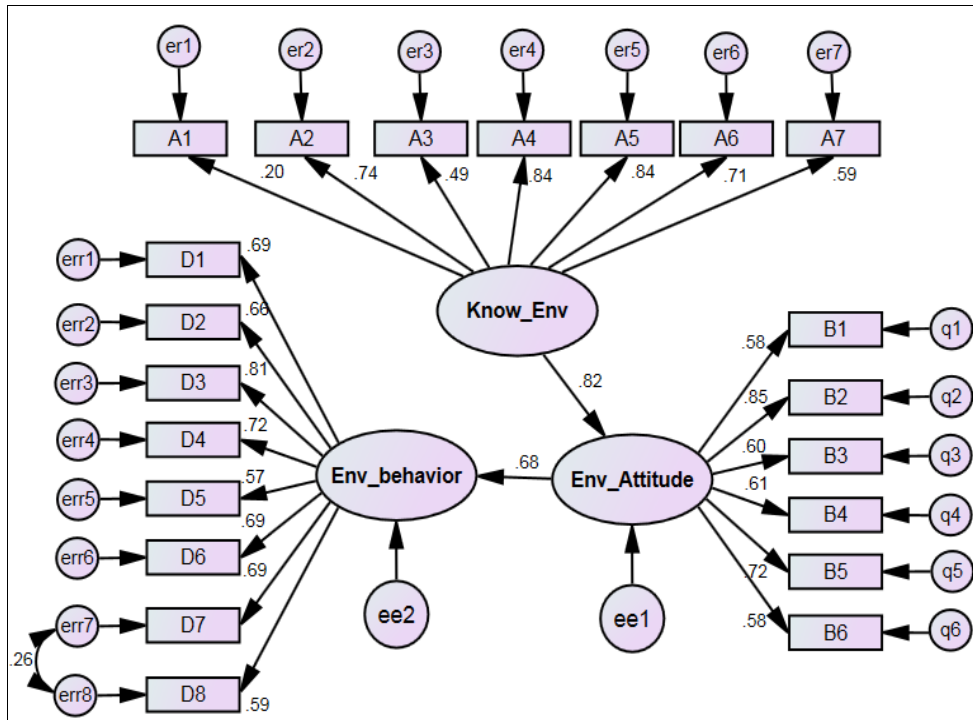 er1 er2 er3 er4 er5 er6 er7
A1 A2 A3 A4 A5 A6 A7
.20 .74 .49 .84 .84 .71 .59
Know_Env
.82
err1 D1 .69
err2 D2 .66
err3 D3 .81
err4 D4 .72
err5 D5 .57
err6 D6 .69
err7 D7 .69
err8 D8 .59
.26
Env_behavior
.68
Env_Attitude
ee2
ee1
.58 B1 q1
.85 B2 q2
.60 B3 q3
.61 B4 q4
.72 B5 q5
.58 B6 q6